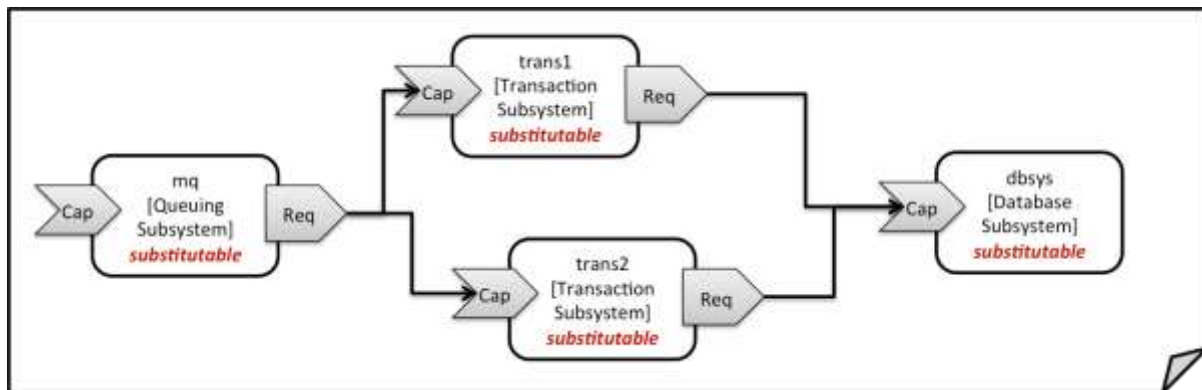 Cap
mq
[Queuing
Subsystem]
substitutable
Req
Cap
trans1
[Transaction
Subsystem]
substitutable
Req
Cap
trans2
[Transaction
Subsystem]
substitutable
Req
Cap
dbsys
[Database
Subsystem]
substitutable